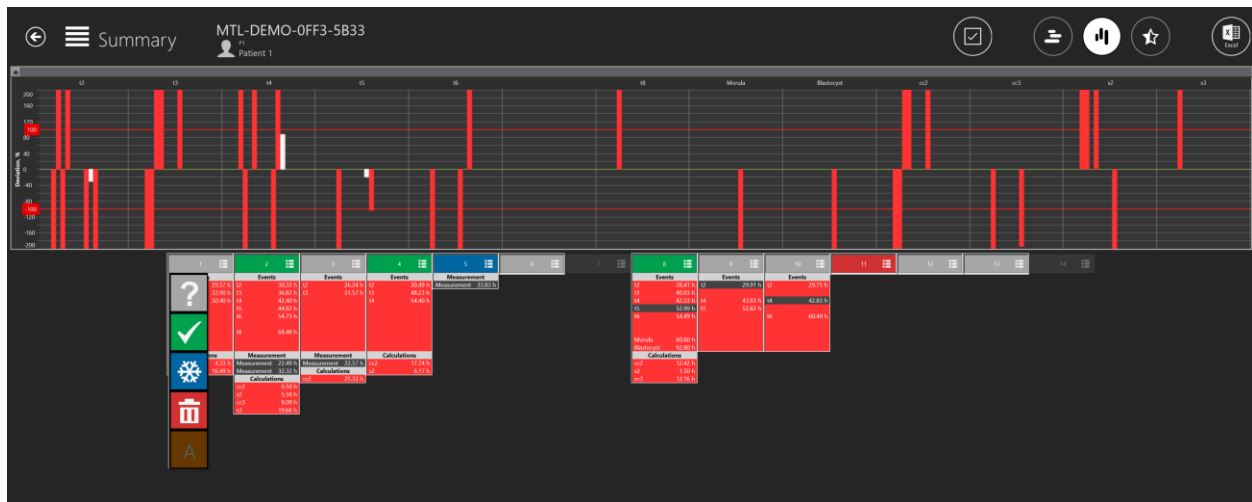 Summary
MTL-DEMO-0FF3-5B33
P1
Patient 1
Excel
t2 t3 t4 t5 t6 t8 Morula Blastocyst cc2 cc3 s2 s3
Deviation, %
200
160
120
100
80
40
0
-40
-80
-100
-120
-160
-200
1 2 3 4 5 6 7 8 9 10 11 12 13 14
29.57 h
33.90 h
50.40 h
4.33 h
16.49 h
A
Events
t2 30.32 h
t3 36.82 h
t4 42.40 h
t5 44.82 h
t6 54.73 h
64.48 h
Measurement
Measurement 22.49 h
Measurement 32.32 h
Calculations
cc2 6.50 h
s2 5.58 h
cc3 8.00 h
s3 19.66 h
Events
t2 26.24 h
t3 51.57 h
Measurement
Measurement 22.57 h
Calculations
cc2 25.33 h
Events
t2 30.49 h
t3 48.23 h
t4 54.40 h
Calculations
cc2 17.74 h
s2 6.17 h
Measurement
Measurement 33.83 h
Events
t2 28.41 h
t3 40.83 h
t4 42.33 h
t5 52.99 h
t6 54.49 h
Morula 80.80 h
Blastocyst 92.80 h
Calculations
cc2 12.42 h
s2 1.50 h
cc3 12.16 h
Events
t2 29.91 h
t4 43.83 h
t5 52.82 h
Events
t2 29.75 h
t4 42.83 h
t6 60.49 h